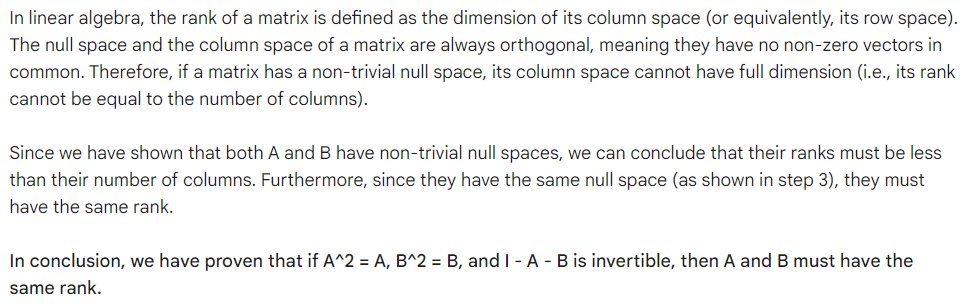 In linear algebra, the rank of a matrix is defined as the dimension of its column space (or equivalently, its row space).
The null space and the column space of a matrix are always orthogonal, meaning they have no non-zero vectors in
common. Therefore, if a matrix has a non-trivial null space, its column space cannot have full dimension (i.e., its rank
cannot be equal to the number of columns).
Since we have shown that both A and B have non-trivial null spaces, we can conclude that their ranks must be less
than their number of columns. Furthermore, since they have the same null space (as shown in step 3), they must
have the same rank.
In conclusion, we have proven that if A^2 = A, B^2 = B, and I - A - B is invertible, then A and B must have the
same rank.